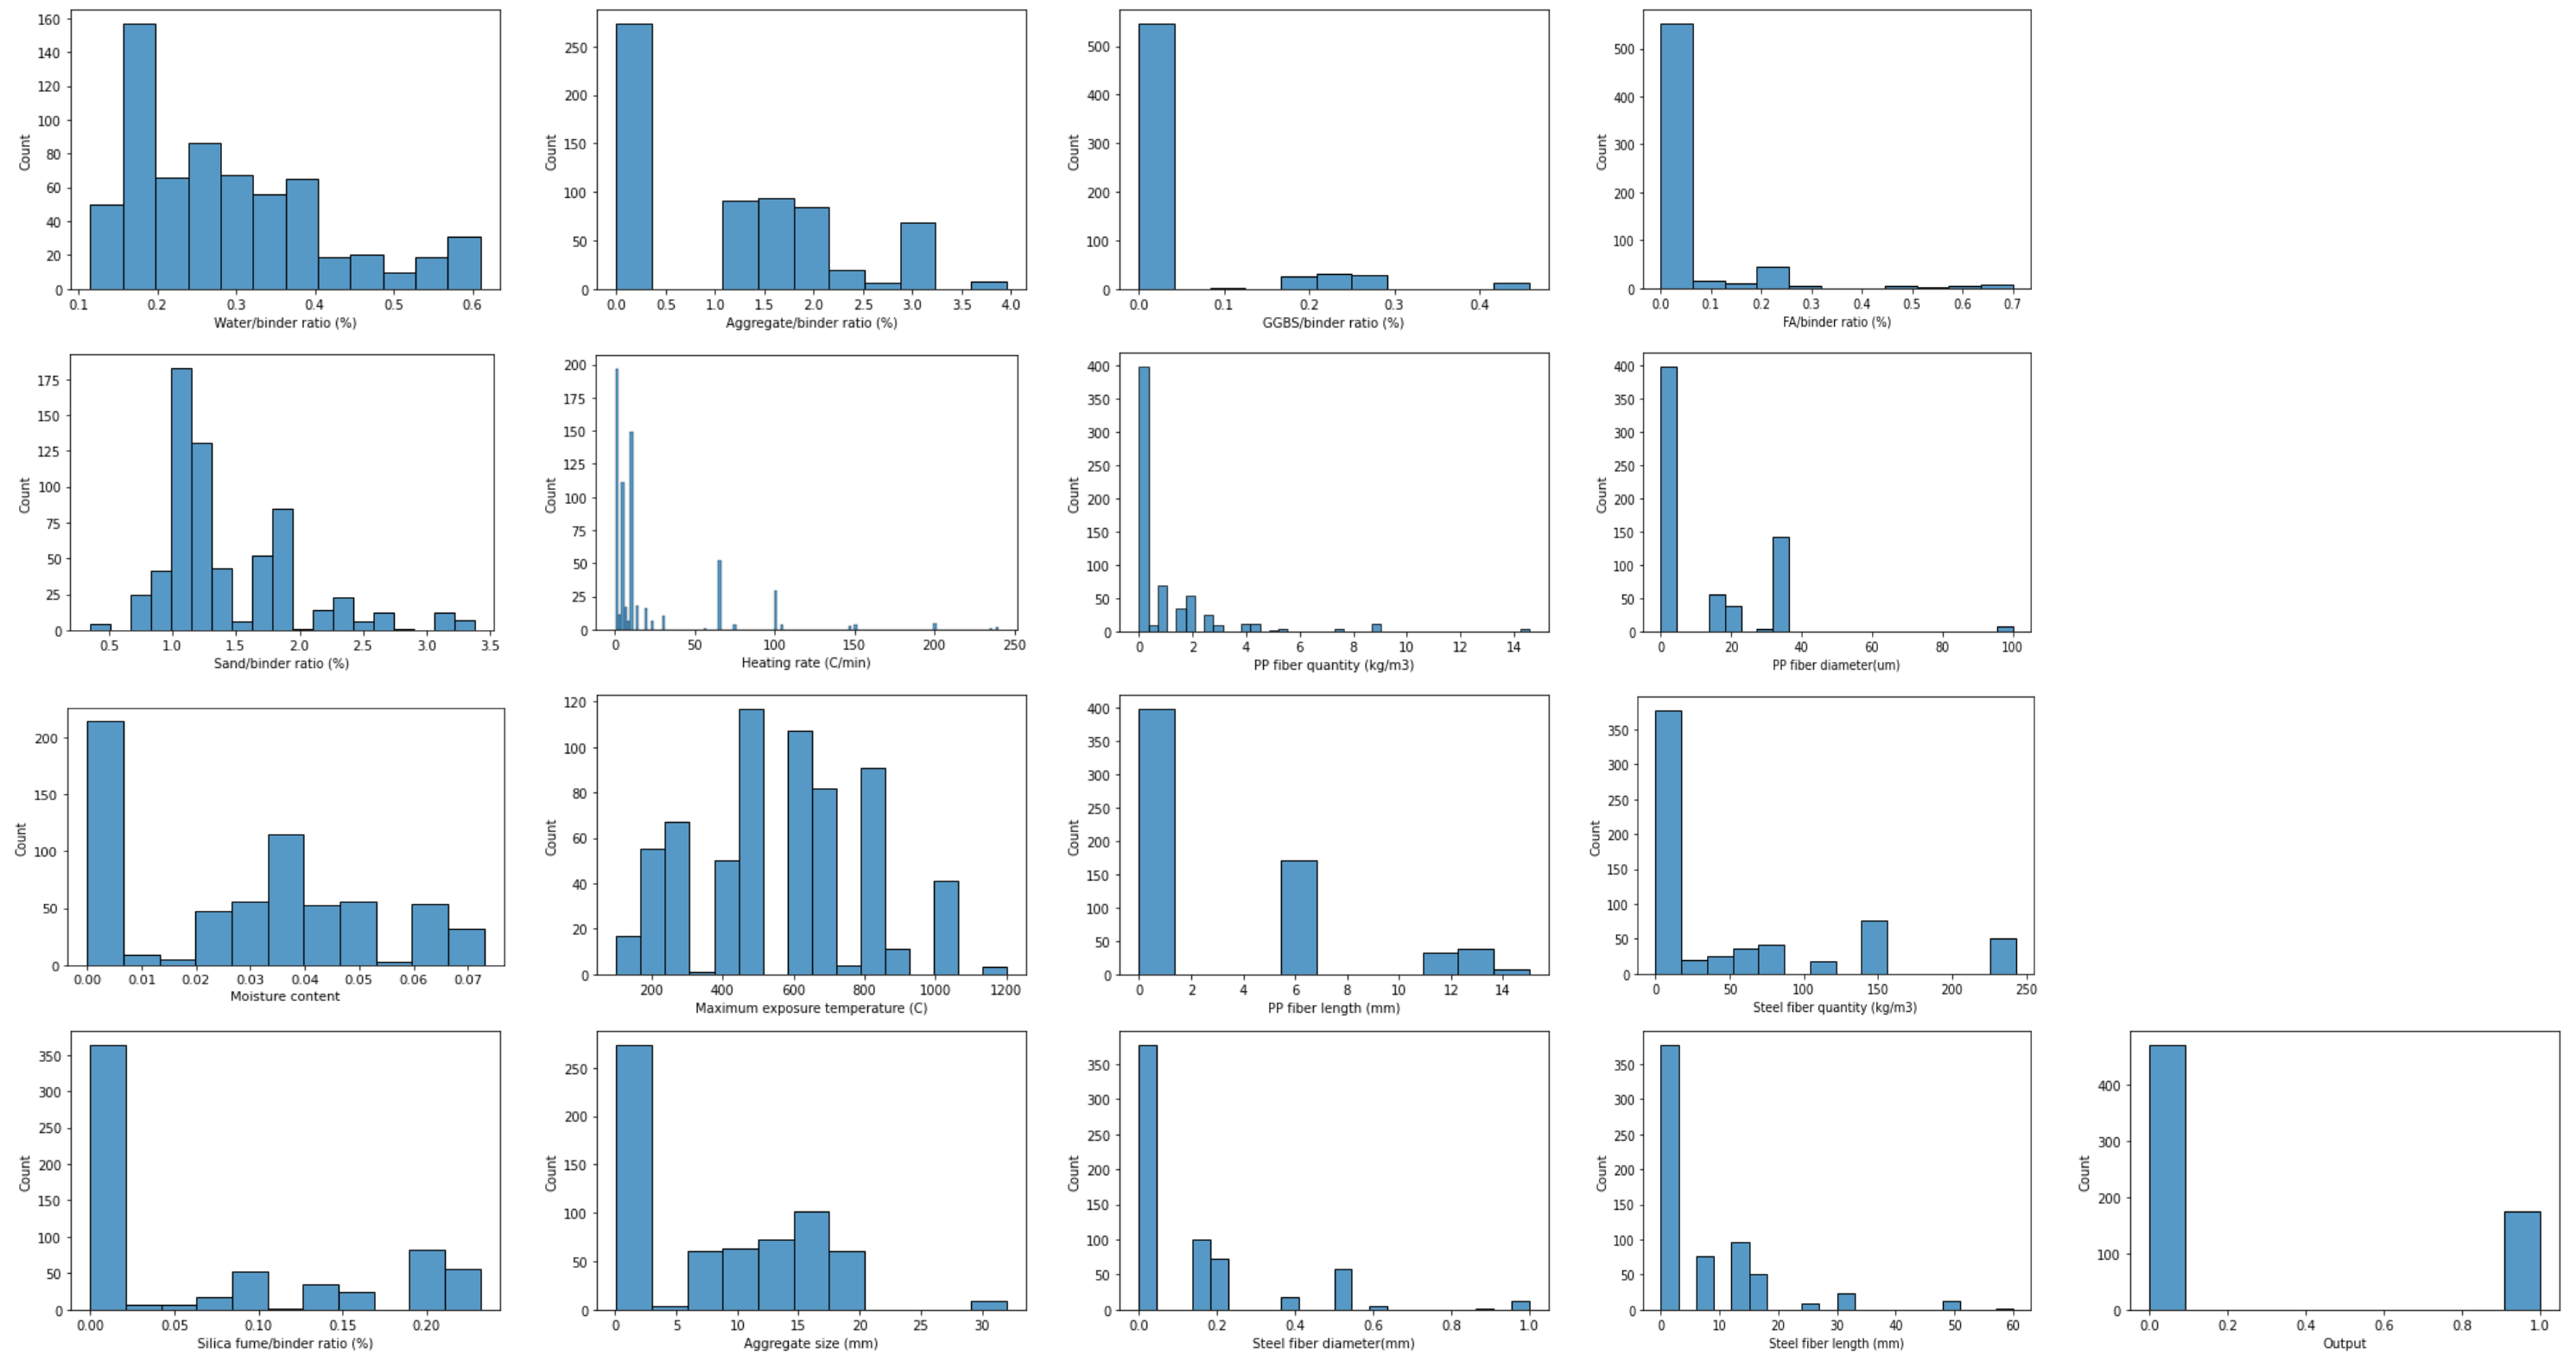 160
140
120
100
80
60
40
20
0
Count
0.1 0.2 0.3 0.4 0.5 0.6
Water/binder ratio (%)
250
200
150
100
50
0
Count
0.0 0.5 1.0 1.5 2.0 2.5 3.0 3.5 4.0
Aggregate/binder ratio (%)
500
400
300
200
100
0
Count
0.0 0.1 0.2 0.3 0.4
GGBS/binder ratio (%)
500
400
300
200
100
0
Count
0.0 0.1 0.2 0.3 0.4 0.5 0.6 0.7
FA/binder ratio (%)
175
150
125
100
75
50
25
0
Count
0.5 1.0 1.5 2.0 2.5 3.0 3.5
Sand/binder ratio (%)
200
175
150
125
100
75
50
25
0
Count
0 50 100 150 200 250
Heating rate (C/min)
400
350
300
250
200
150
100
50
0
Count
0 2 4 6 8 10 12 14
PP fiber quantity (kg/m3)
400
350
300
250
200
150
100
50
0
Count
0 20 40 60 80 100
PP fiber diameter(um)
200
150
100
50
0
Count
0.00 0.01 0.02 0.03 0.04 0.05 0.06 0.07
Moisture content
120
100
80
60
40
20
0
Count
200 400 600 800 1000 1200
Maximum exposure temperature (C)
400
350
300
250
200
150
100
50
0
Count
0 2 4 6 8 10 12 14
PP fiber length (mm)
350
300
250
200
150
100
50
0
Count
0 50 100 150 200 250
Steel fiber quantity (kg/m3)
350
300
250
200
150
100
50
0
Count
0.00 0.05 0.10 0.15 0.20
Silica fume/binder ratio (%)
250
200
150
100
50
0
Count
0 5 10 15 20 25 30
Aggregate size (mm)
350
300
250
200
150
100
50
0
Count
0.0 0.2 0.4 0.6 0.8 1.0
Steel fiber diameter(mm)
350
300
250
200
150
100
50
0
Count
0 10 20 30 40 50 60
Steel fiber length (mm)
400
300
200
100
0
Count
0.0 0.2 0.4 0.6 0.8 1.0
Output